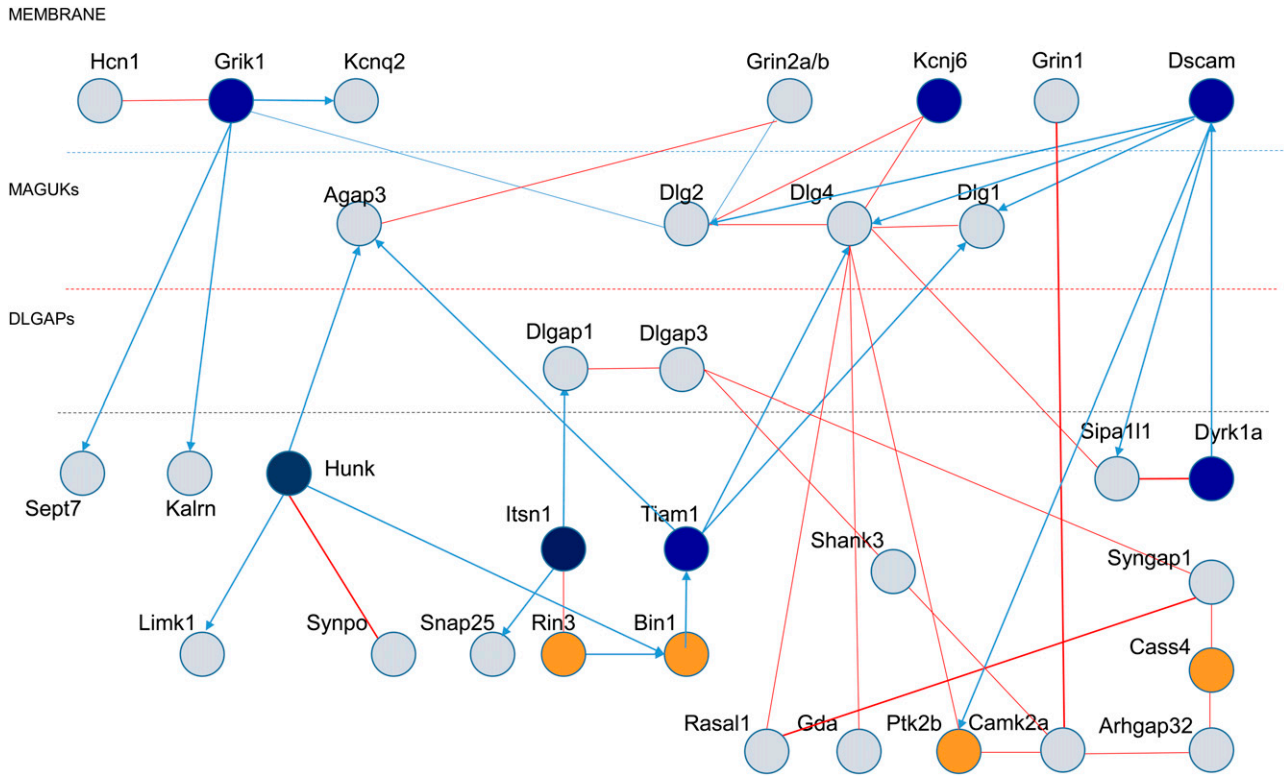 MEMBRANE
Hcn1
Grik1
Kcnq2
Grin2a/b
Kcnj6
Grin1
Dscam
MAGUKs
Agap3
Dlg2
Dlg4
Dlg1
DLGAPs
Dlgap1
Dlgap3
Sipa1l1
Dyrk1a
Hunk
Sept7
Kalrn
Itsn1
Tiam1
Shank3
Syngap1
Limk1
Synpo
Snap25
Rin3
Bin1
Cass4
Rasal1
Gda
Ptk2b
Camk2a
Arhgap32